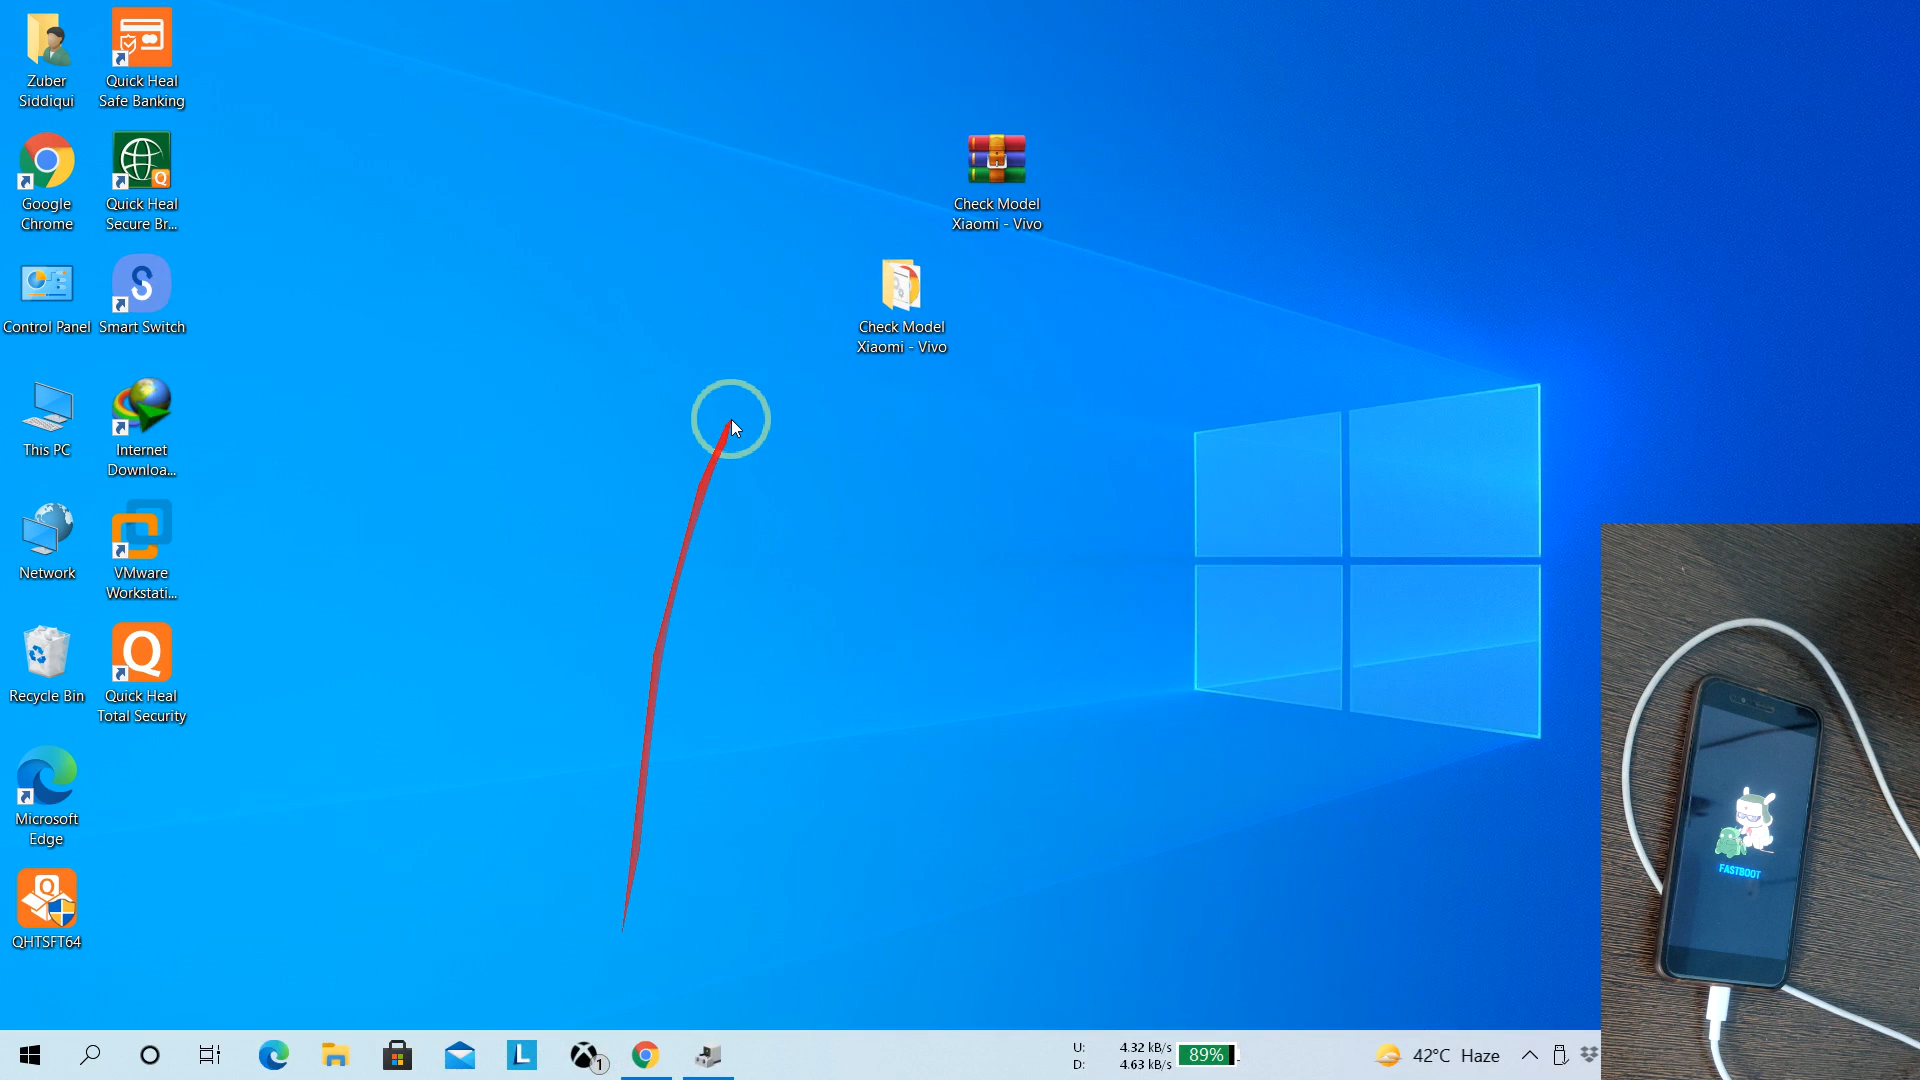 Zuber
Siddiqui
Quick Heal
Safe Banking
Google
Chrome
Quick Heal
Secure Br...
Control Panel
Smart Switch
This PC
Internet
Downloa...
Network
VMware
Workstati...
Recycle Bin
Quick Heal
Total Security
Microsoft
Edge
QHTSFT64
Check Model
Xiaomi - Vivo
Check Model
Xiaomi - Vivo
FASTBOOT
L
1
U: 4.32 kB/s
D: 4.63 kB/s
89%
42°C Haze